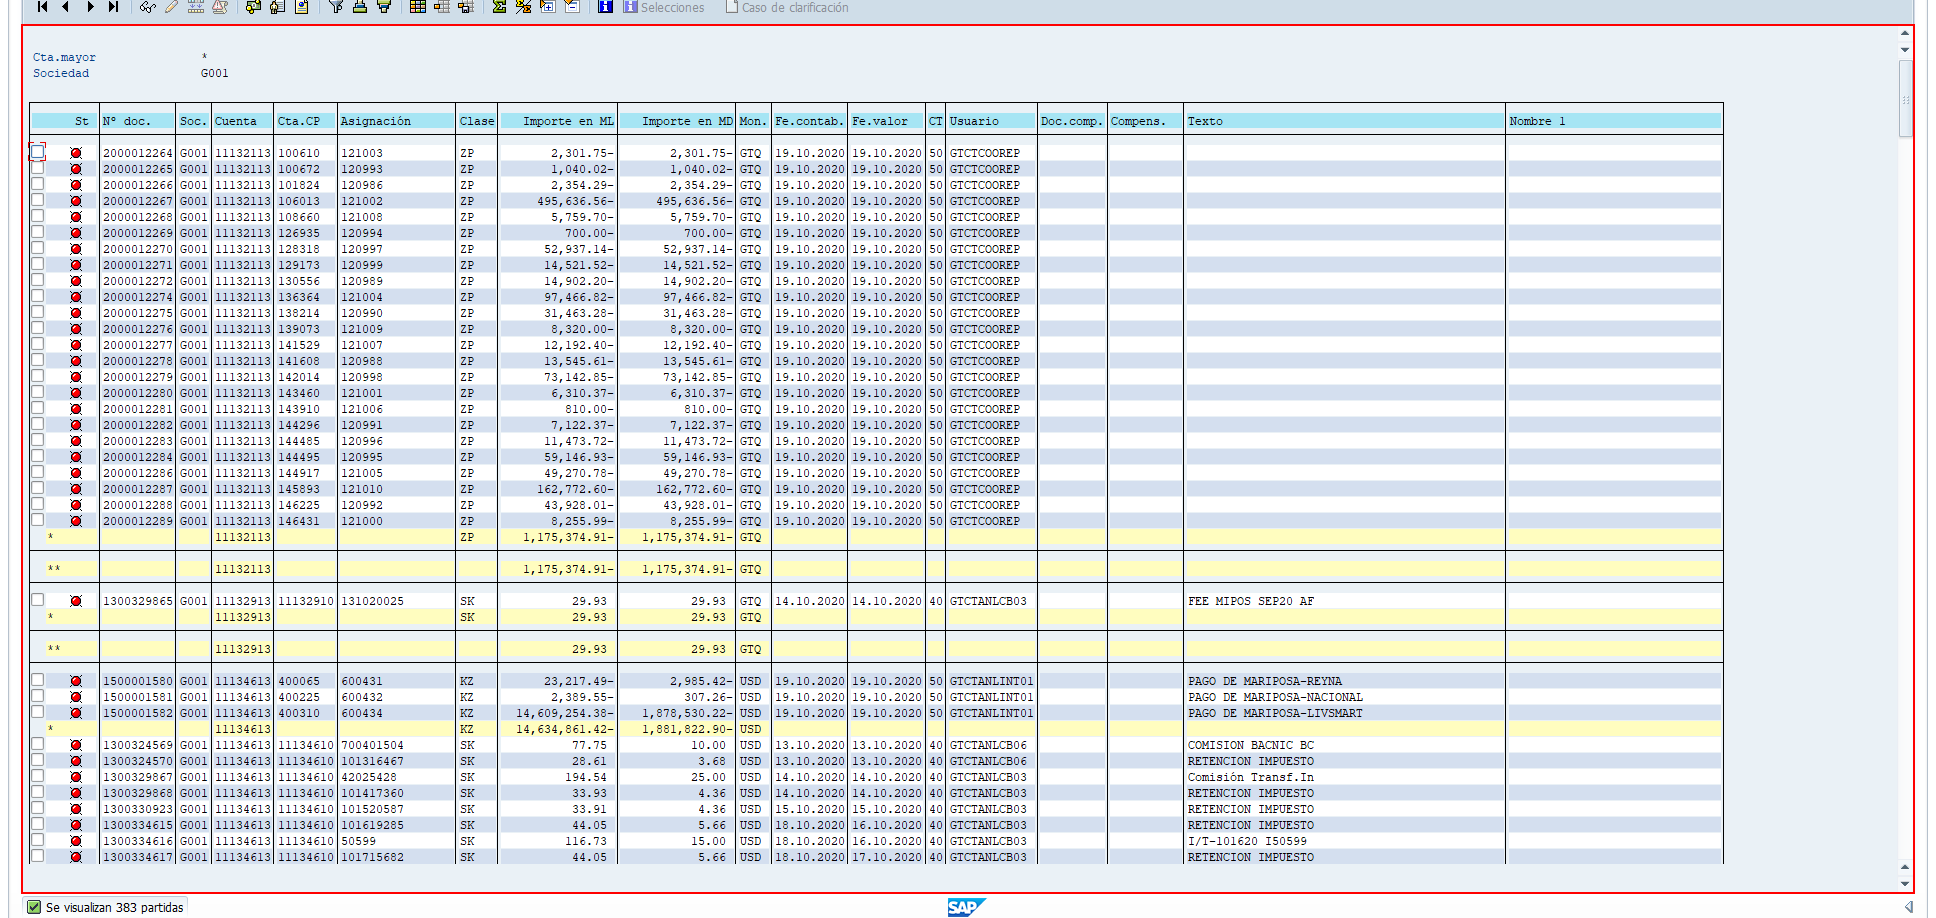 Selecciones Caso de clarificación
Cta.mayor *
Sociedad G001
St Nº doc. Soc. Cuenta Cta.CP Asignación Clase Importe en ML Importe en MD Mon. Fe.contab. Fe.valor CT Usuario Doc.comp. Compens. Texto Nombre 1
2000012264 G001 11132113 100610 121003 ZP 2,301.75- 2,301.75- GTQ 19.10.2020 19.10.2020 50 GTCTCOOREP
2000012265 G001 11132113 100672 120993 ZP 1,040.02- 1,040.02- GTQ 19.10.2020 19.10.2020 50 GTCTCOOREP
2000012266 G001 11132113 101824 120986 ZP 2,354.29- 2,354.29- GTQ 19.10.2020 19.10.2020 50 GTCTCOOREP
2000012267 G001 11132113 106013 121002 ZP 495,636.56- 495,636.56- GTQ 19.10.2020 19.10.2020 50 GTCTCOOREP
2000012268 G001 11132113 108660 121008 ZP 5,759.70- 5,759.70- GTQ 19.10.2020 19.10.2020 50 GTCTCOOREP
2000012269 G001 11132113 126935 120994 ZP 700.00- 700.00- GTQ 19.10.2020 19.10.2020 50 GTCTCOOREP
2000012270 G001 11132113 128318 120997 ZP 52,937.14- 52,937.14- GTQ 19.10.2020 19.10.2020 50 GTCTCOOREP
2000012271 G001 11132113 129173 120999 ZP 14,521.52- 14,521.52- GTQ 19.10.2020 19.10.2020 50 GTCTCOOREP
2000012272 G001 11132113 130556 120989 ZP 14,902.20- 14,902.20- GTQ 19.10.2020 19.10.2020 50 GTCTCOOREP
2000012274 G001 11132113 136364 121004 ZP 97,466.82- 97,466.82- GTQ 19.10.2020 19.10.2020 50 GTCTCOOREP
2000012275 G001 11132113 138214 120990 ZP 31,463.28- 31,463.28- GTQ 19.10.2020 19.10.2020 50 GTCTCOOREP
2000012276 G001 11132113 139073 121009 ZP 8,320.00- 8,320.00- GTQ 19.10.2020 19.10.2020 50 GTCTCOOREP
2000012277 G001 11132113 141529 121007 ZP 12,192.40- 12,192.40- GTQ 19.10.2020 19.10.2020 50 GTCTCOOREP
2000012278 G001 11132113 141608 120988 ZP 13,545.61- 13,545.61- GTQ 19.10.2020 19.10.2020 50 GTCTCOOREP
2000012279 G001 11132113 142014 120998 ZP 73,142.85- 73,142.85- GTQ 19.10.2020 19.10.2020 50 GTCTCOOREP
2000012280 G001 11132113 143460 121001 ZP 6,310.37- 6,310.37- GTQ 19.10.2020 19.10.2020 50 GTCTCOOREP
2000012281 G001 11132113 143910 121006 ZP 810.00- 810.00- GTQ 19.10.2020 19.10.2020 50 GTCTCOOREP
2000012282 G001 11132113 144296 120991 ZP 7,122.37- 7,122.37- GTQ 19.10.2020 19.10.2020 50 GTCTCOOREP
2000012283 G001 11132113 144485 120996 ZP 11,473.72- 11,473.72- GTQ 19.10.2020 19.10.2020 50 GTCTCOOREP
2000012284 G001 11132113 144495 120995 ZP 59,146.93- 59,146.93- GTQ 19.10.2020 19.10.2020 50 GTCTCOOREP
2000012286 G001 11132113 144917 121005 ZP 49,270.78- 49,270.78- GTQ 19.10.2020 19.10.2020 50 GTCTCOOREP
2000012287 G001 11132113 145893 121010 ZP 162,772.60- 162,772.60- GTQ 19.10.2020 19.10.2020 50 GTCTCOOREP
2000012288 G001 11132113 146225 120992 ZP 43,928.01- 43,928.01- GTQ 19.10.2020 19.10.2020 50 GTCTCOOREP
2000012289 G001 11132113 146431 121000 ZP 8,255.99- 8,255.99- GTQ 19.10.2020 19.10.2020 50 GTCTCOOREP
* 11132113 ZP 1,175,374.91- 1,175,374.91- GTQ
** 11132113 1,175,374.91- 1,175,374.91- GTQ
1300329865 G001 11132913 11132910 131020025 SK 29.93 29.93 GTQ 14.10.2020 14.10.2020 40 GTCTANLCB03 FEE MIPOS SEP20 AF
* 11132913 SK 29.93 29.93 GTQ
** 11132913 29.93 29.93 GTQ
1500001580 G001 11134613 400065 600431 KZ 23,217.49- 2,985.42- USD 19.10.2020 19.10.2020 50 GTCTANLINT01 PAGO DE MARIPOSA-REYNA
1500001581 G001 11134613 400225 600432 KZ 2,389.55- 307.26- USD 19.10.2020 19.10.2020 50 GTCTANLINT01 PAGO DE MARIPOSA-NACIONAL
1500001582 G001 11134613 400310 600434 KZ 14,609,254.38- 1,878,530.22- USD 19.10.2020 19.10.2020 50 GTCTANLINT01 PAGO DE MARIPOSA-LIVSMART
* 11134613 KZ 14,634,861.42- 1,881,822.90- USD
1300324569 G001 11134613 11134610 700401504 SK 77.75 10.00 USD 13.10.2020 13.10.2020 40 GTCTANLCB06 COMISION BACNIC BC
1300324570 G001 11134613 11134610 101316467 SK 28.61 3.68 USD 13.10.2020 13.10.2020 40 GTCTANLCB06 RETENCION IMPUESTO
1300329867 G001 11134613 11134610 42025428 SK 194.54 25.00 USD 14.10.2020 14.10.2020 40 GTCTANLCB03 Comisión Transf.In
1300329868 G001 11134613 11134610 101417360 SK 33.93 4.36 USD 14.10.2020 14.10.2020 40 GTCTANLCB03 RETENCION IMPUESTO
1300330923 G001 11134613 11134610 101520587 SK 33.91 4.36 USD 15.10.2020 15.10.2020 40 GTCTANLCB03 RETENCION IMPUESTO
1300334615 G001 11134613 11134610 101619285 SK 44.05 5.66 USD 18.10.2020 16.10.2020 40 GTCTANLCB03 RETENCION IMPUESTO
1300334616 G001 11134613 11134610 50599 SK 116.73 15.00 USD 18.10.2020 16.10.2020 40 GTCTANLCB03 I/T-101620 I50599
1300334617 G001 11134613 11134610 101715682 SK 44.05 5.66 USD 18.10.2020 17.10.2020 40 GTCTANLCB03 RETENCION IMPUESTO
Se visualizan 383 partidas SAP